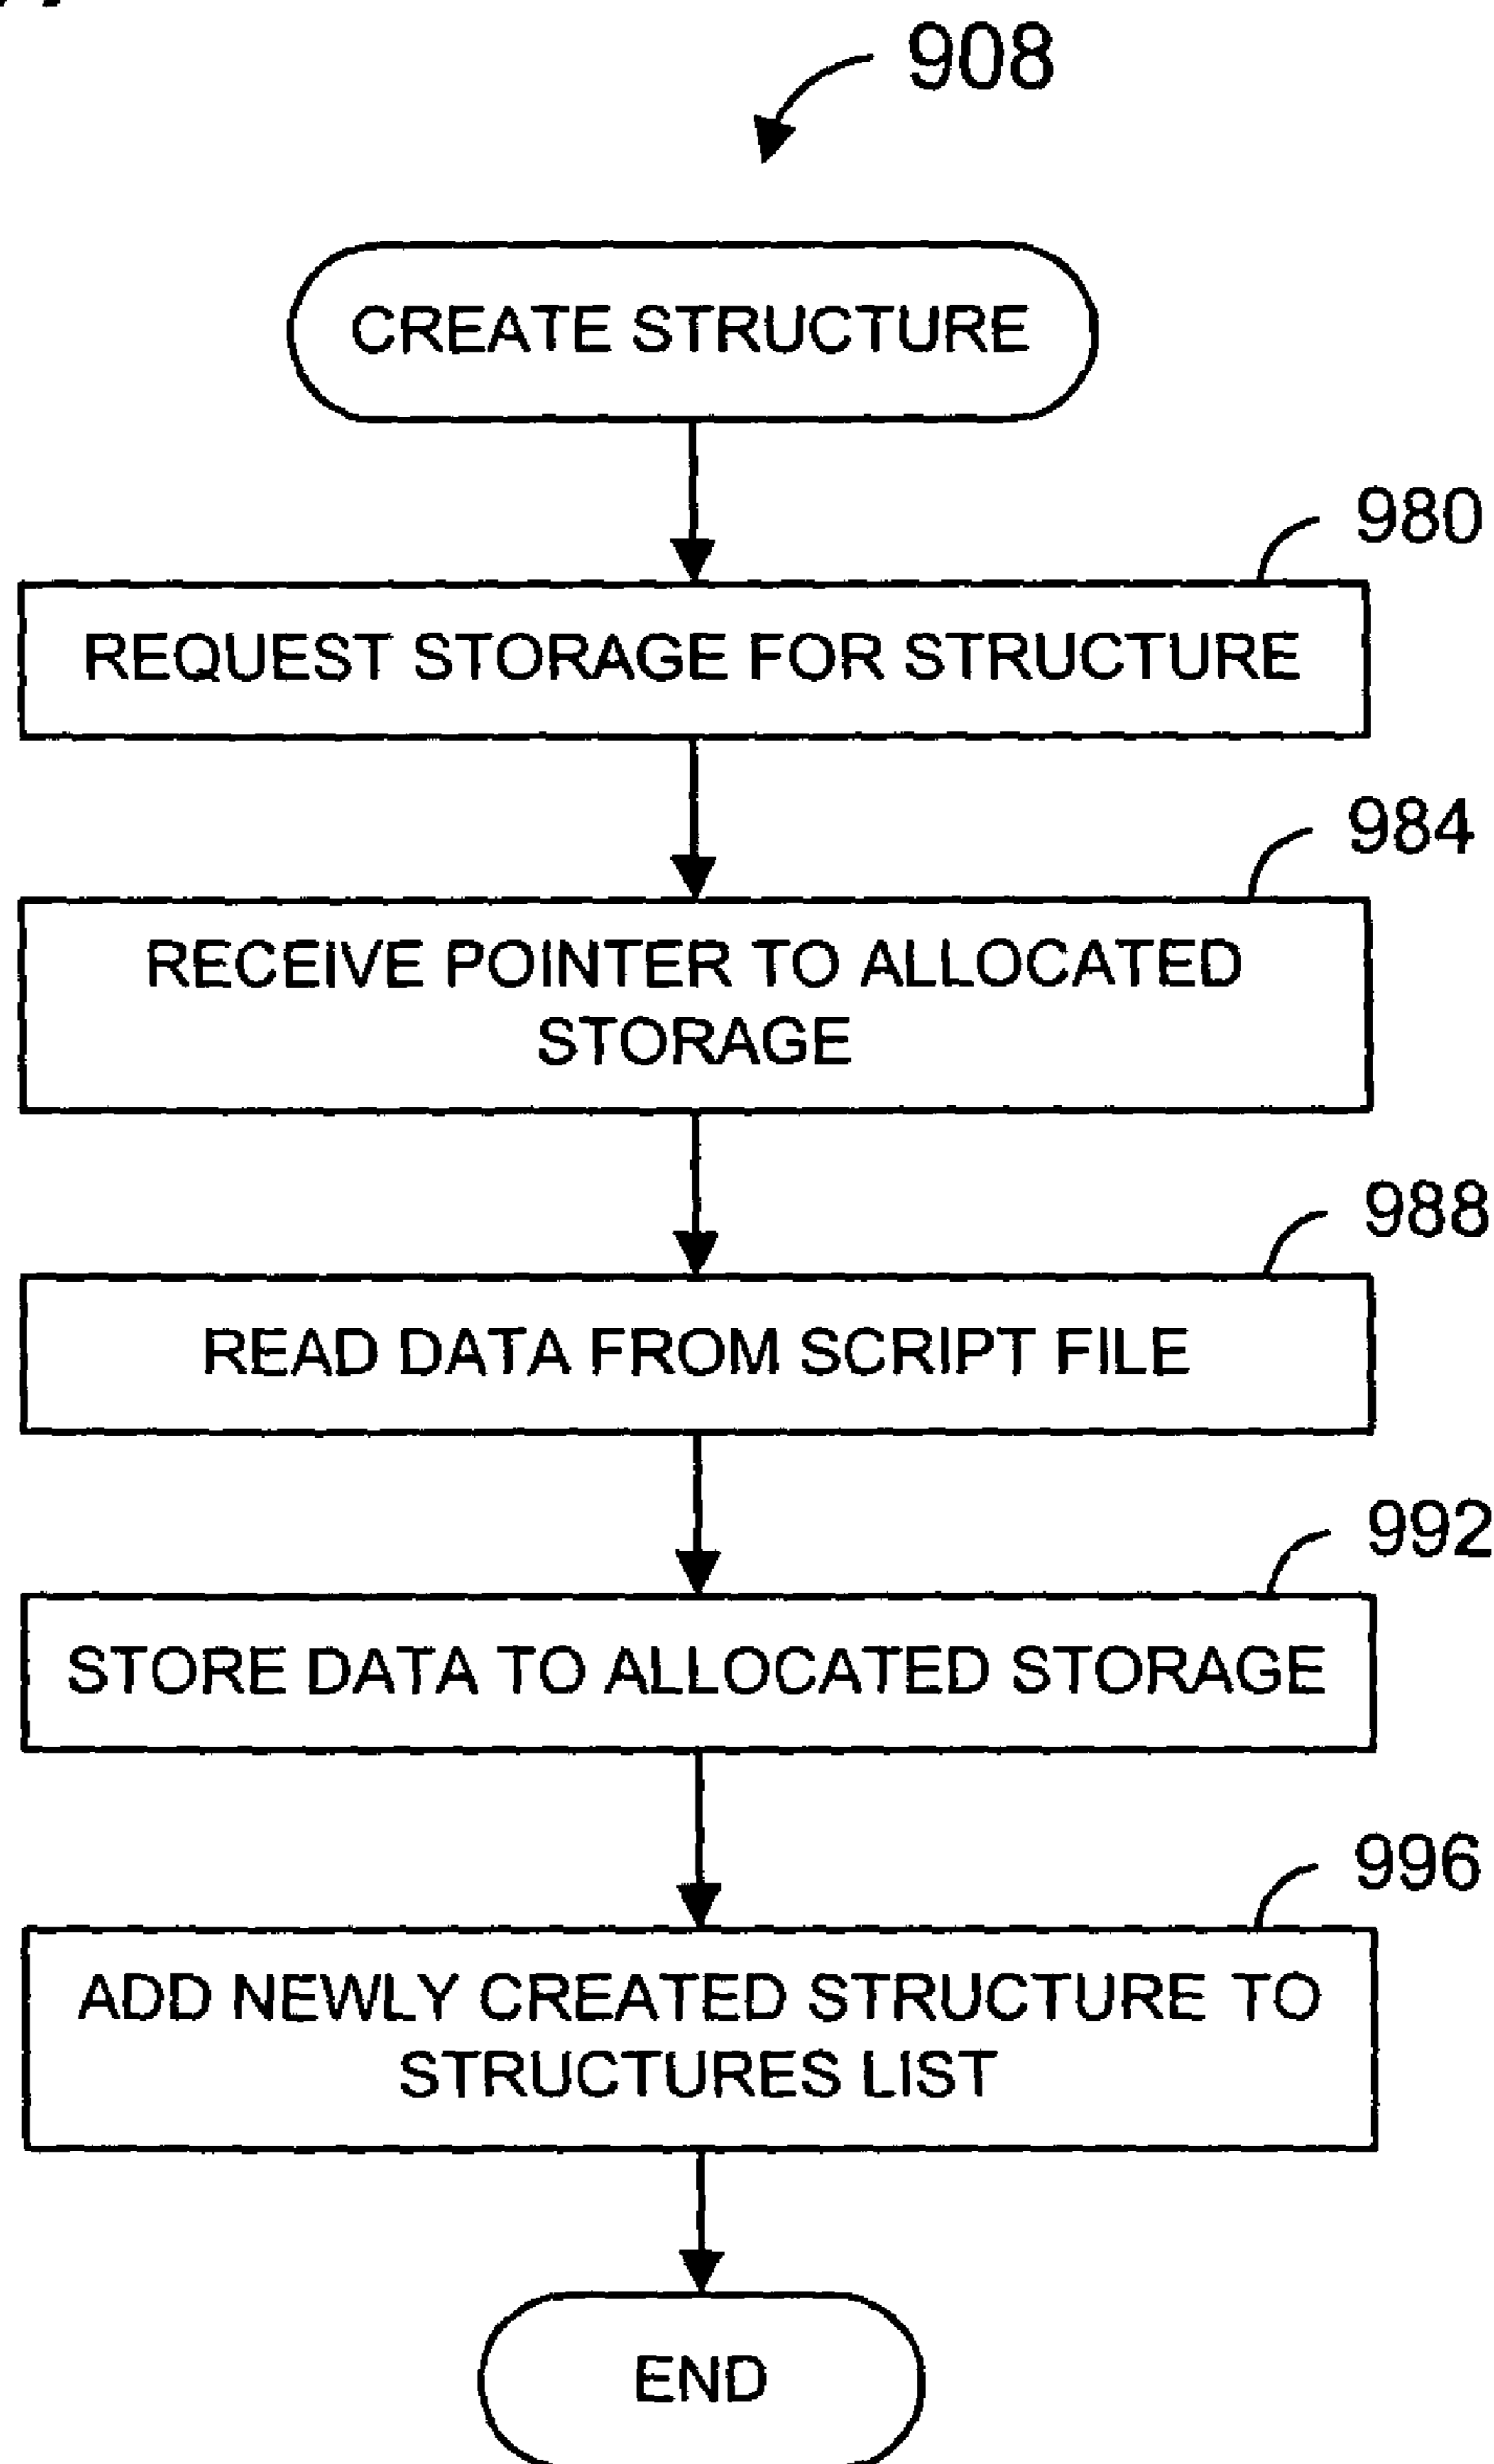 908
CREATE STRUCTURE
980
REQUEST STORAGE FOR STRUCTURE
984
RECEIVE POINTER TO ALLOCATED
STORAGE
988
READ DATA FROM SCRIPT FILE
992
STORE DATA TO ALLOCATED STORAGE
996
ADD NEWLY CREATED STRUCTURE TO
STRUCTURES LIST
END